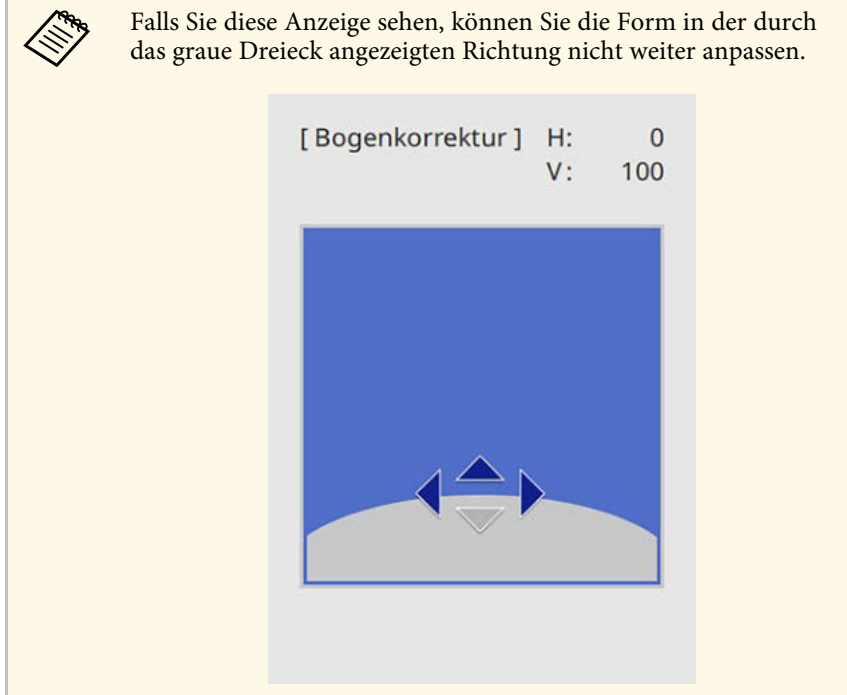 Falls Sie diese Anzeige sehen, können Sie die Form in der durch
das graue Dreieck angezeigten Richtung nicht weiter anpassen.
[ Bogenkorrektur ] H: 0
V: 100